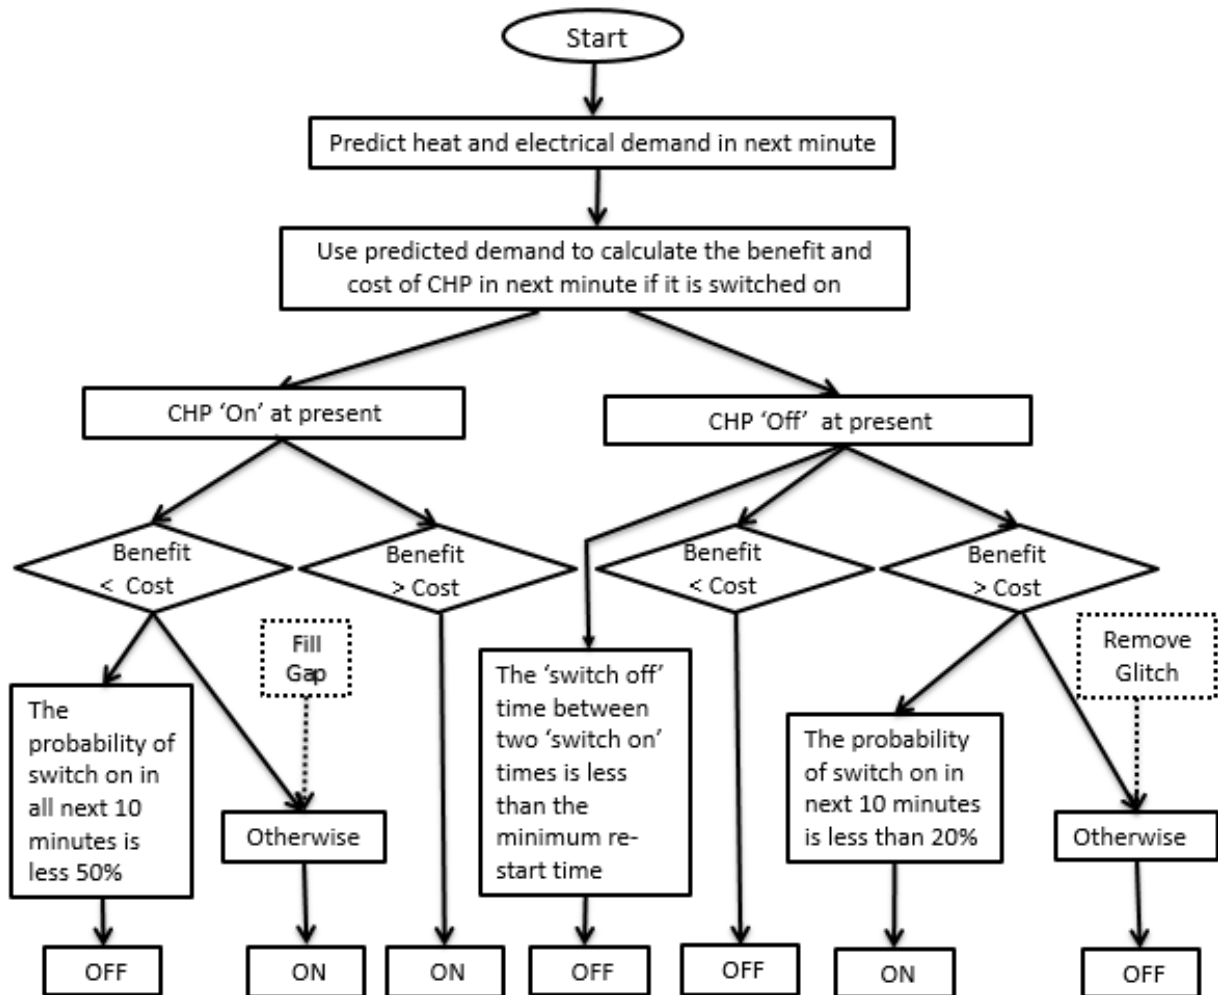 Start
Predict heat and electrical demand in next minute
Use predicted demand to calculate the benefit and
cost of CHP in next minute if it is switched on
CHP ‘On’ at present
CHP ‘Off’ at present
Benefit
< Cost
Benefit
> Cost
Benefit
< Cost
Benefit
> Cost
Fill
Gap
Remove
Glitch
The
probability of
switch on in
all next 10
minutes is
less 50%
Otherwise
The ‘switch off’
time between
two ‘switch on’
times is less
than the
minimum re-
start time
The probability
of switch on in
next 10 minutes
is less than 20%
Otherwise
OFF
ON
ON
OFF
OFF
ON
OFF